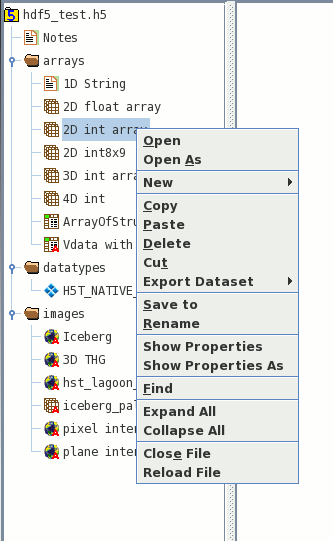 hdf5_test.h5
Notes
arrays
1D String
2D float array
2D int array
2D int8x9
3D int arra
4D int
ArrayOfStru
Vdata with
datatypes
H5T_NATIVE_
images
Iceberg
3D THG
hst_lagoon_
iceberg_pal
pixel inter
plane inter
Open
Open As
New
Copy
Paste
Delete
Cut
Export Dataset
Save to
Rename
Show Properties
Show Properties As
Find
Expand All
Collapse All
Close File
Reload File